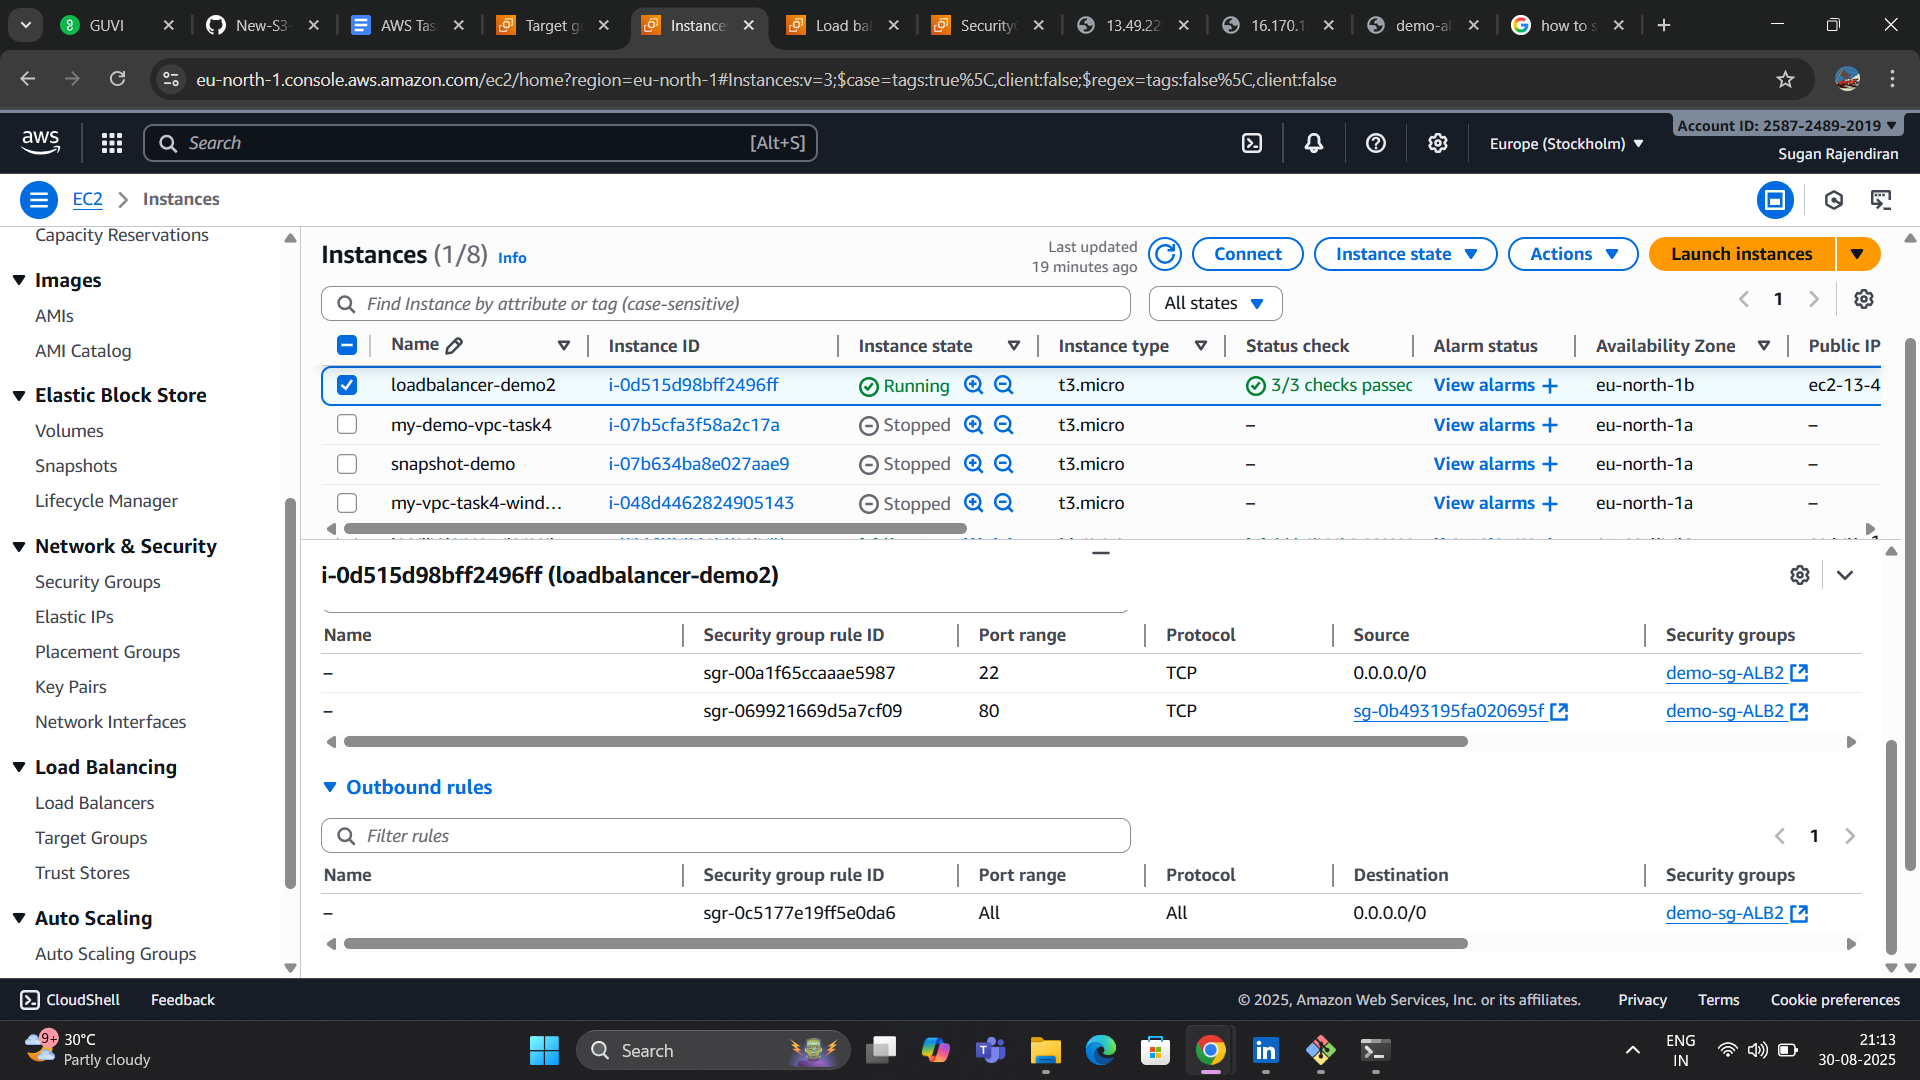 GUVI
New-S3-
AWS Tas
Target g
Instance
Load bal
Security
13.49.22
16.170.1
demo-al
how to s
eu-north-1.console.aws.amazon.com/ec2/home?region=eu-north-1#Instances:v=3;$case=tags:true%5C,client:false;$regex=tags:false%5C,client:false
aws
Search
[Alt+S]
Europe (Stockholm)
Account ID: 2587-2489-2019
Sugan Rajendiran
EC2
Instances
Capacity Reservations
Images
AMIs
AMI Catalog
Elastic Block Store
Volumes
Snapshots
Lifecycle Manager
Network & Security
Security Groups
Elastic IPs
Placement Groups
Key Pairs
Network Interfaces
Load Balancing
Load Balancers
Target Groups
Trust Stores
Auto Scaling
Auto Scaling Groups
Instances (1/8) Info
Last updated
19 minutes ago
Connect
Instance state
Actions
Launch instances
Find Instance by attribute or tag (case-sensitive)
All states
1
Name Instance ID Instance state Instance type Status check Alarm status Availability Zone Public IP
loadbalancer-demo2 i-0d515d98bff2496ff Running t3.micro 3/3 checks passec View alarms + eu-north-1b ec2-13-4
my-demo-vpc-task4 i-07b5cfa3f58a2c17a Stopped t3.micro – View alarms + eu-north-1a –
snapshot-demo i-07b634ba8e027aae9 Stopped t3.micro – View alarms + eu-north-1a –
my-vpc-task4-wind... i-048d4462824905143 Stopped t3.micro – View alarms + eu-north-1a –
i-0d515d98bff2496ff (loadbalancer-demo2)
Name Security group rule ID Port range Protocol Source Security groups
– sgr-00a1f65ccaaae5987 22 TCP 0.0.0.0/0 demo-sg-ALB2
– sgr-069921669d5a7cf09 80 TCP sg-0b493195fa020695f demo-sg-ALB2
Outbound rules
Filter rules
1
Name Security group rule ID Port range Protocol Destination Security groups
– sgr-0c5177e19ff5e0da6 All All 0.0.0.0/0 demo-sg-ALB2
CloudShell
Feedback
© 2025, Amazon Web Services, Inc. or its affiliates.
Privacy
Terms
Cookie preferences
9+
30°C
Partly cloudy
Search
ENG
IN
21:13
30-08-2025